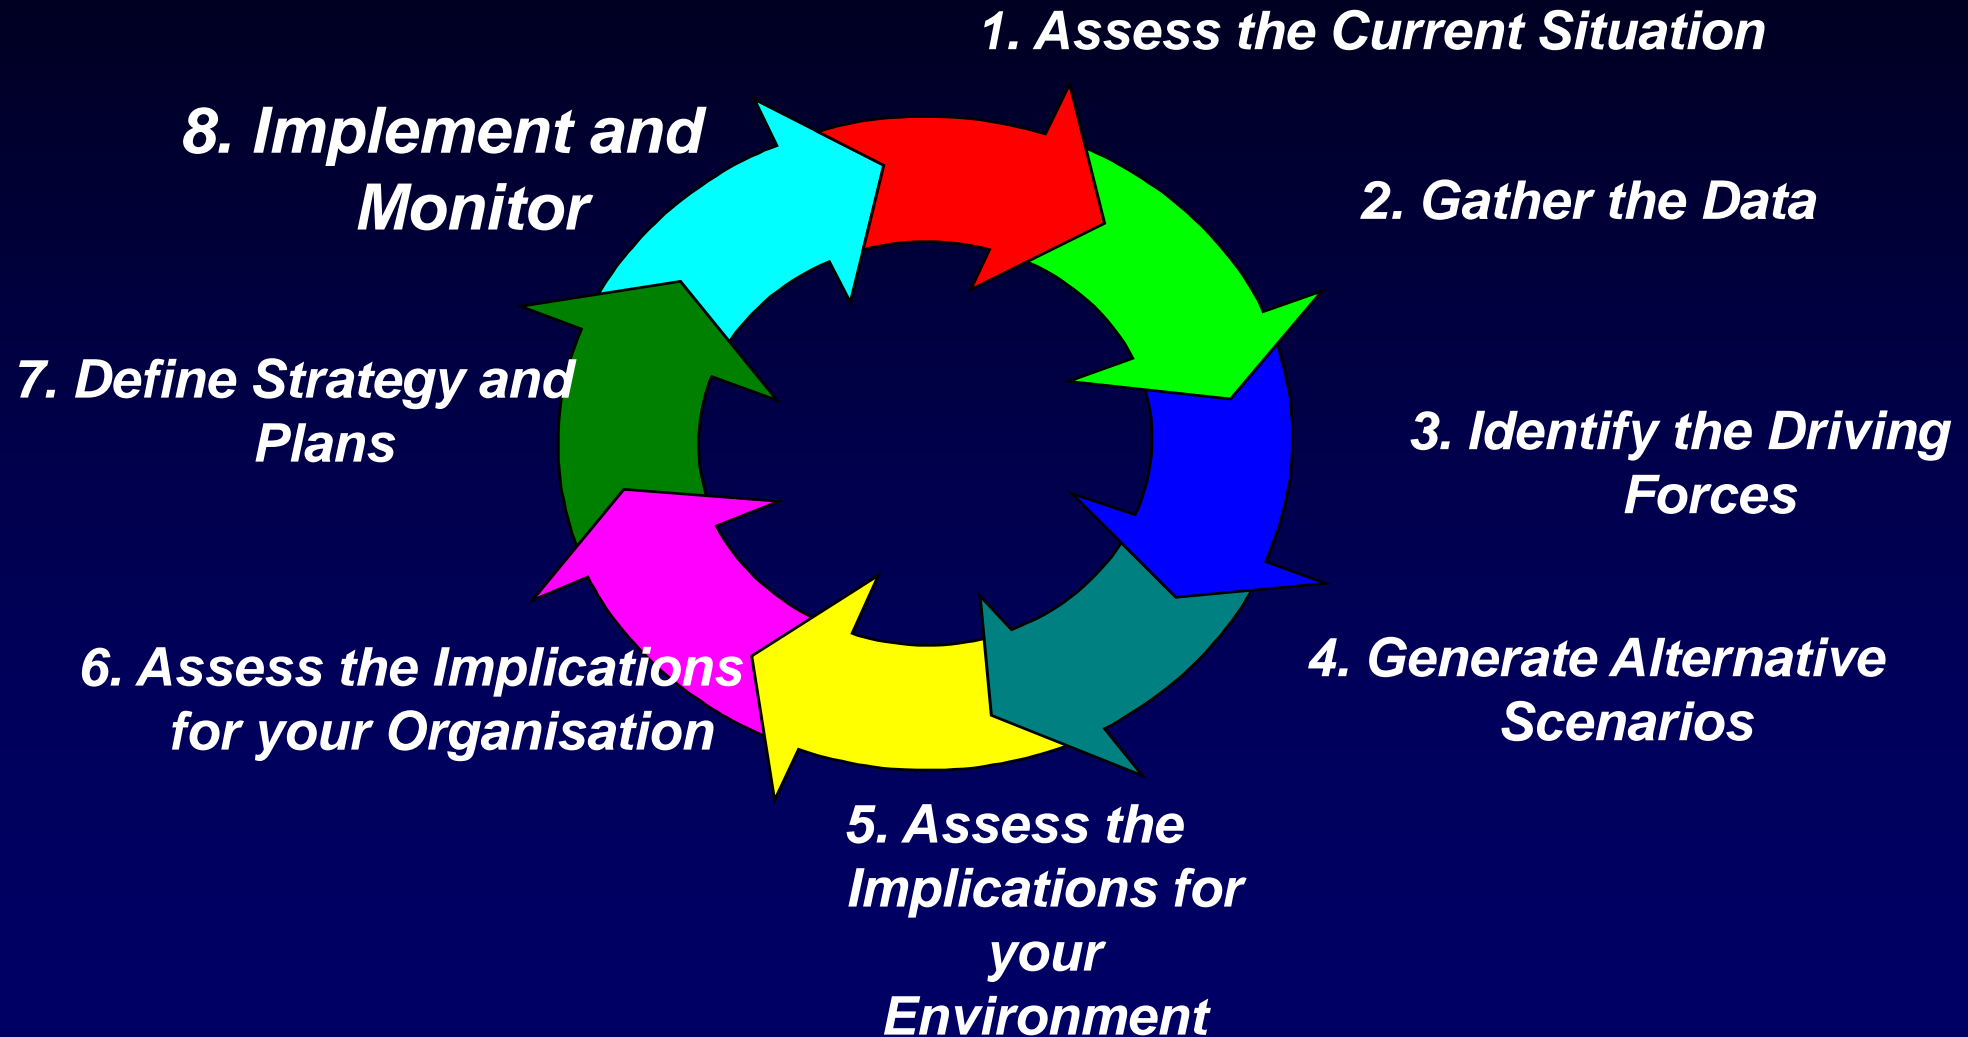 1. Assess the Current Situation
2. Gather the Data
3. Identify the Driving
Forces
4. Generate Alternative
Scenarios
5. Assess the
Implications for
your
Environment
6. Assess the Implications
for your Organisation
7. Define Strategy and
Plans
8. Implement and
Monitor